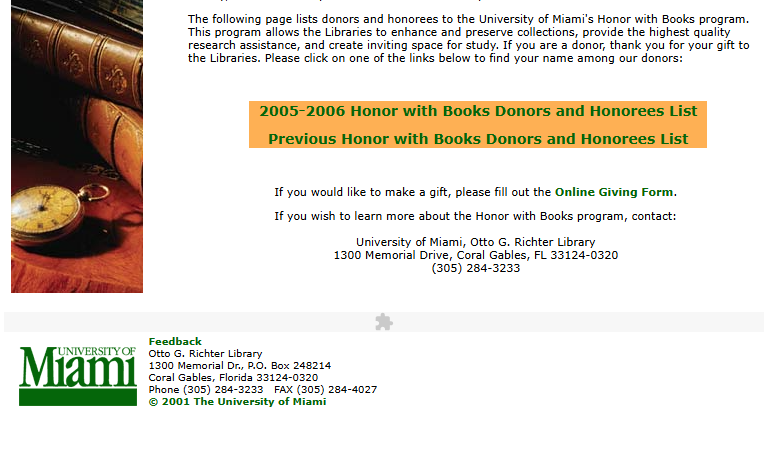 The following page lists donors and honorees to the University of Miami's Honor with Books program.
This program allows the Libraries to enhance and preserve collections, provide the highest quality
research assistance, and create inviting space for study. If you are a donor, thank you for your gift to
the Libraries. Please click on one of the links below to find your name among our donors:
2005-2006 Honor with Books Donors and Honorees List
Previous Honor with Books Donors and Honorees List
If you would like to make a gift, please fill out the Online Giving Form.
If you wish to learn more about the Honor with Books program, contact:
University of Miami, Otto G. Richter Library
1300 Memorial Drive, Coral Gables, FL 33124-0320
(305) 284-3233
UNIVERSITY OF
Miami
Feedback
Otto G. Richter Library
1300 Memorial Dr., P.O. Box 248214
Coral Gables, Florida 33124-0320
Phone (305) 284-3233 FAX (305) 284-4027
© 2001 The University of Miami